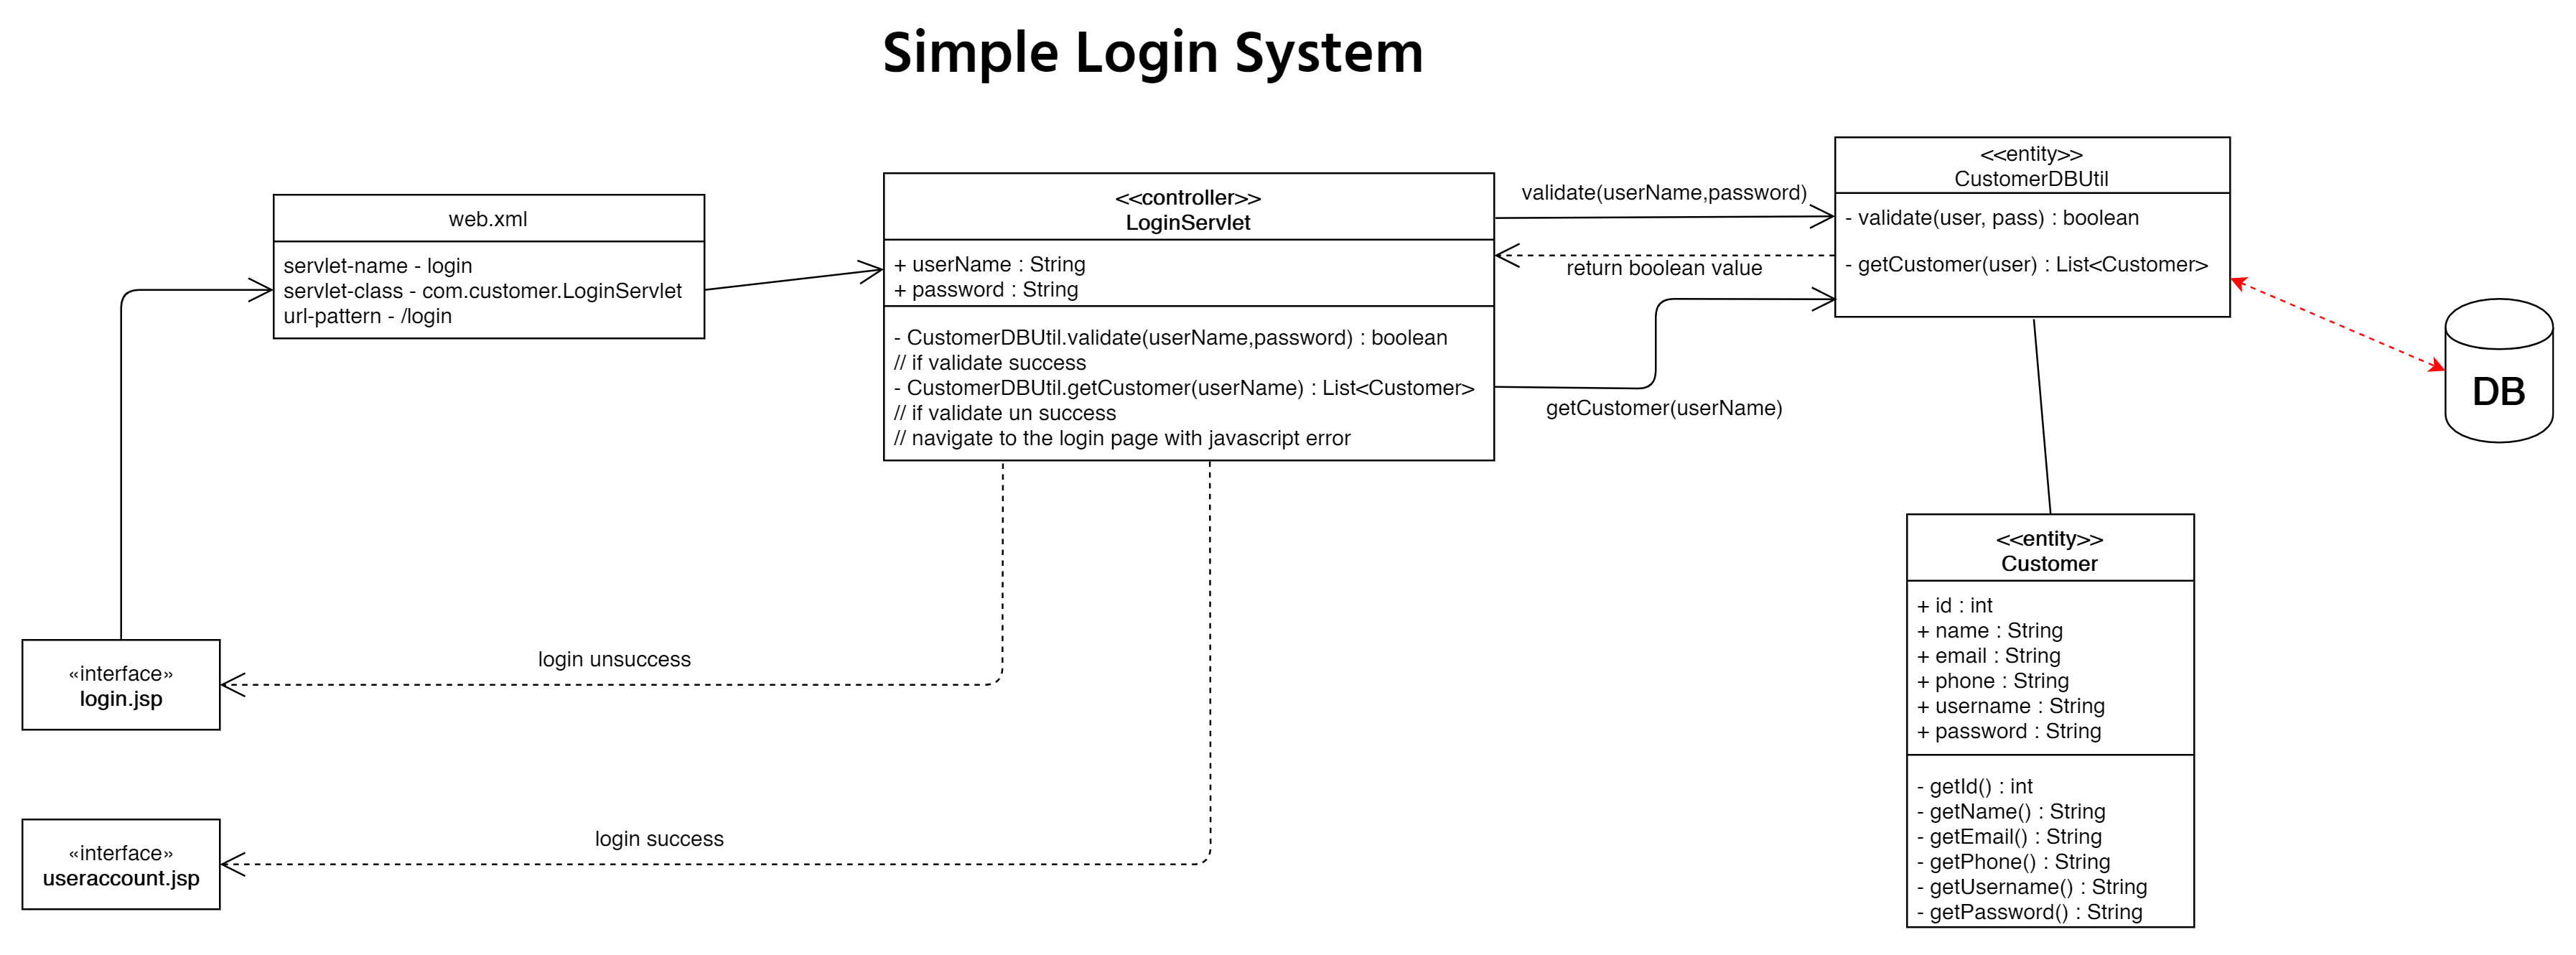 Simple Login System
web.xml
servlet-name - login
servlet-class - com.customer.LoginServlet
url-pattern - /login
<<controller>>
LoginServlet
+ userName : String
+ password : String
- CustomerDBUtil.validate(userName,password) : boolean
// if validate success
- CustomerDBUtil.getCustomer(userName) : List<Customer>
// if validate un success
// navigate to the login page with javascript error
validate(userName,password)
return boolean value
getCustomer(userName)
<<entity>>
CustomerDBUtil
- validate(user, pass) : boolean
- getCustomer(user) : List<Customer>
DB
<<entity>>
Customer
+ id : int
+ name : String
+ email : String
+ phone : String
+ username : String
+ password : String
- getId() : int
- getName() : String
- getEmail() : String
- getPhone() : String
- getUsername() : String
- getPassword() : String
«interface»
login.jsp
login unsuccess
«interface»
useraccount.jsp
login success